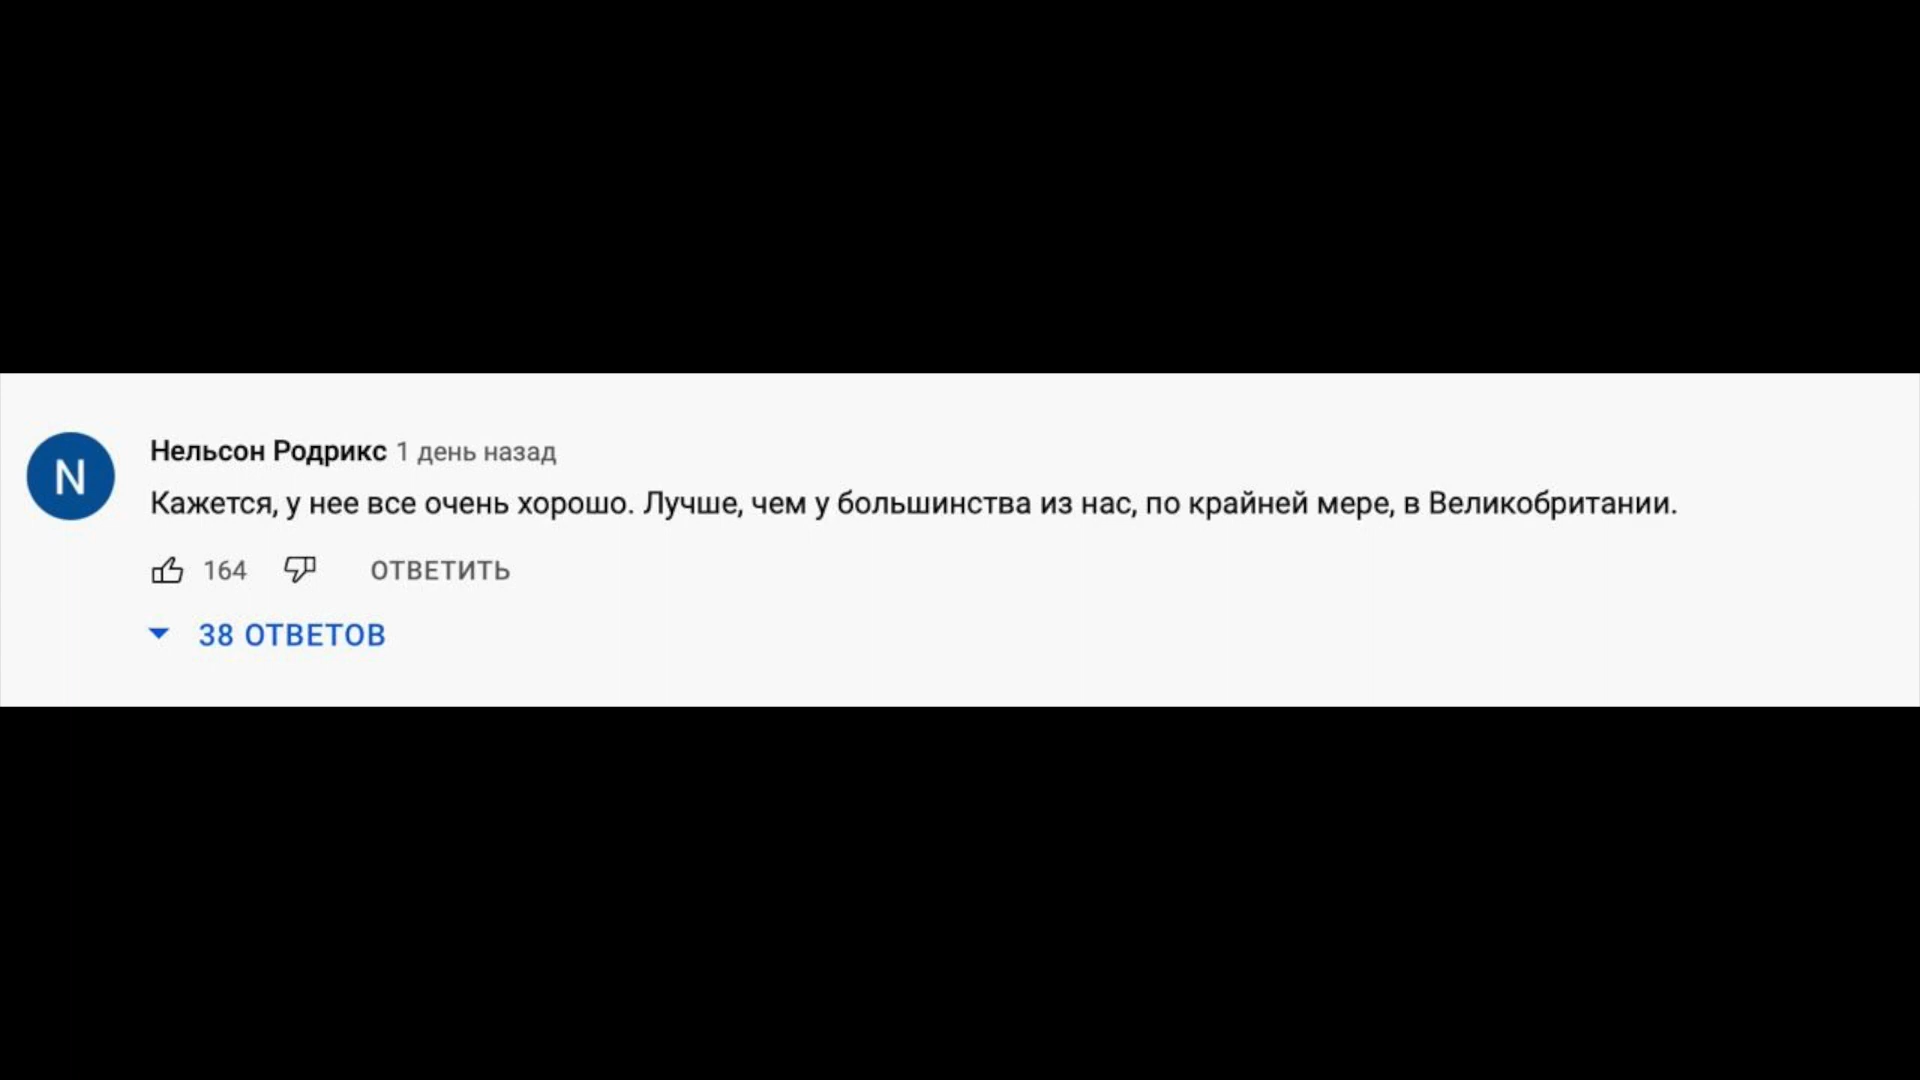 N
Нельсон Родрикс 1 день назад
Кажется, у нее все очень хорошо. Лучше, чем у большинства из нас, по крайней мере, в Великобритании.
164 ОТВЕТИТЬ
38 ОТВЕТОВ